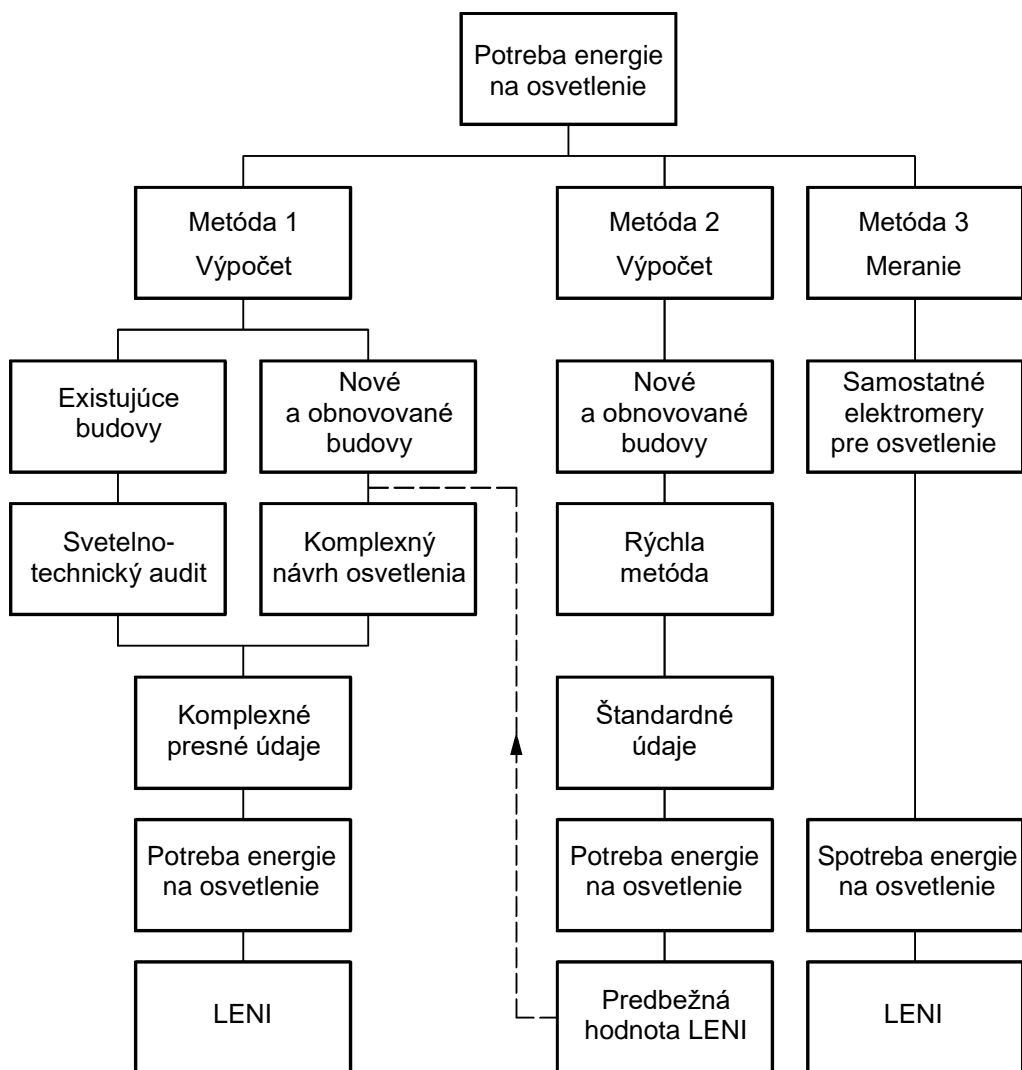 Potreba energie
na osvetlenie
Metóda 1
Výpočet
Metóda 2
Výpočet
Metóda 3
Meranie
Existujúce
budovy
Nové
a obnovované
budovy
Nové
a obnovované
budovy
Samostatné
elektromery
pre osvetlenie
Svetelno-
technický audit
Komplexný
návrh osvetlenia
Rýchla
metóda
Komplexné
presné údaje
Štandardné
údaje
Potreba energie
na osvetlenie
Potreba energie
na osvetlenie
Spotreba energie
na osvetlenie
LENI
Predbežná
hodnota LENI
LENI